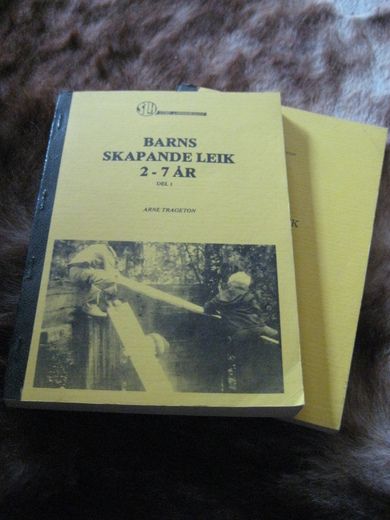 BARNS
SKAPANDE LEIK
2 - 7 ÅR
DEL 1
ARNE TRAGETON
K